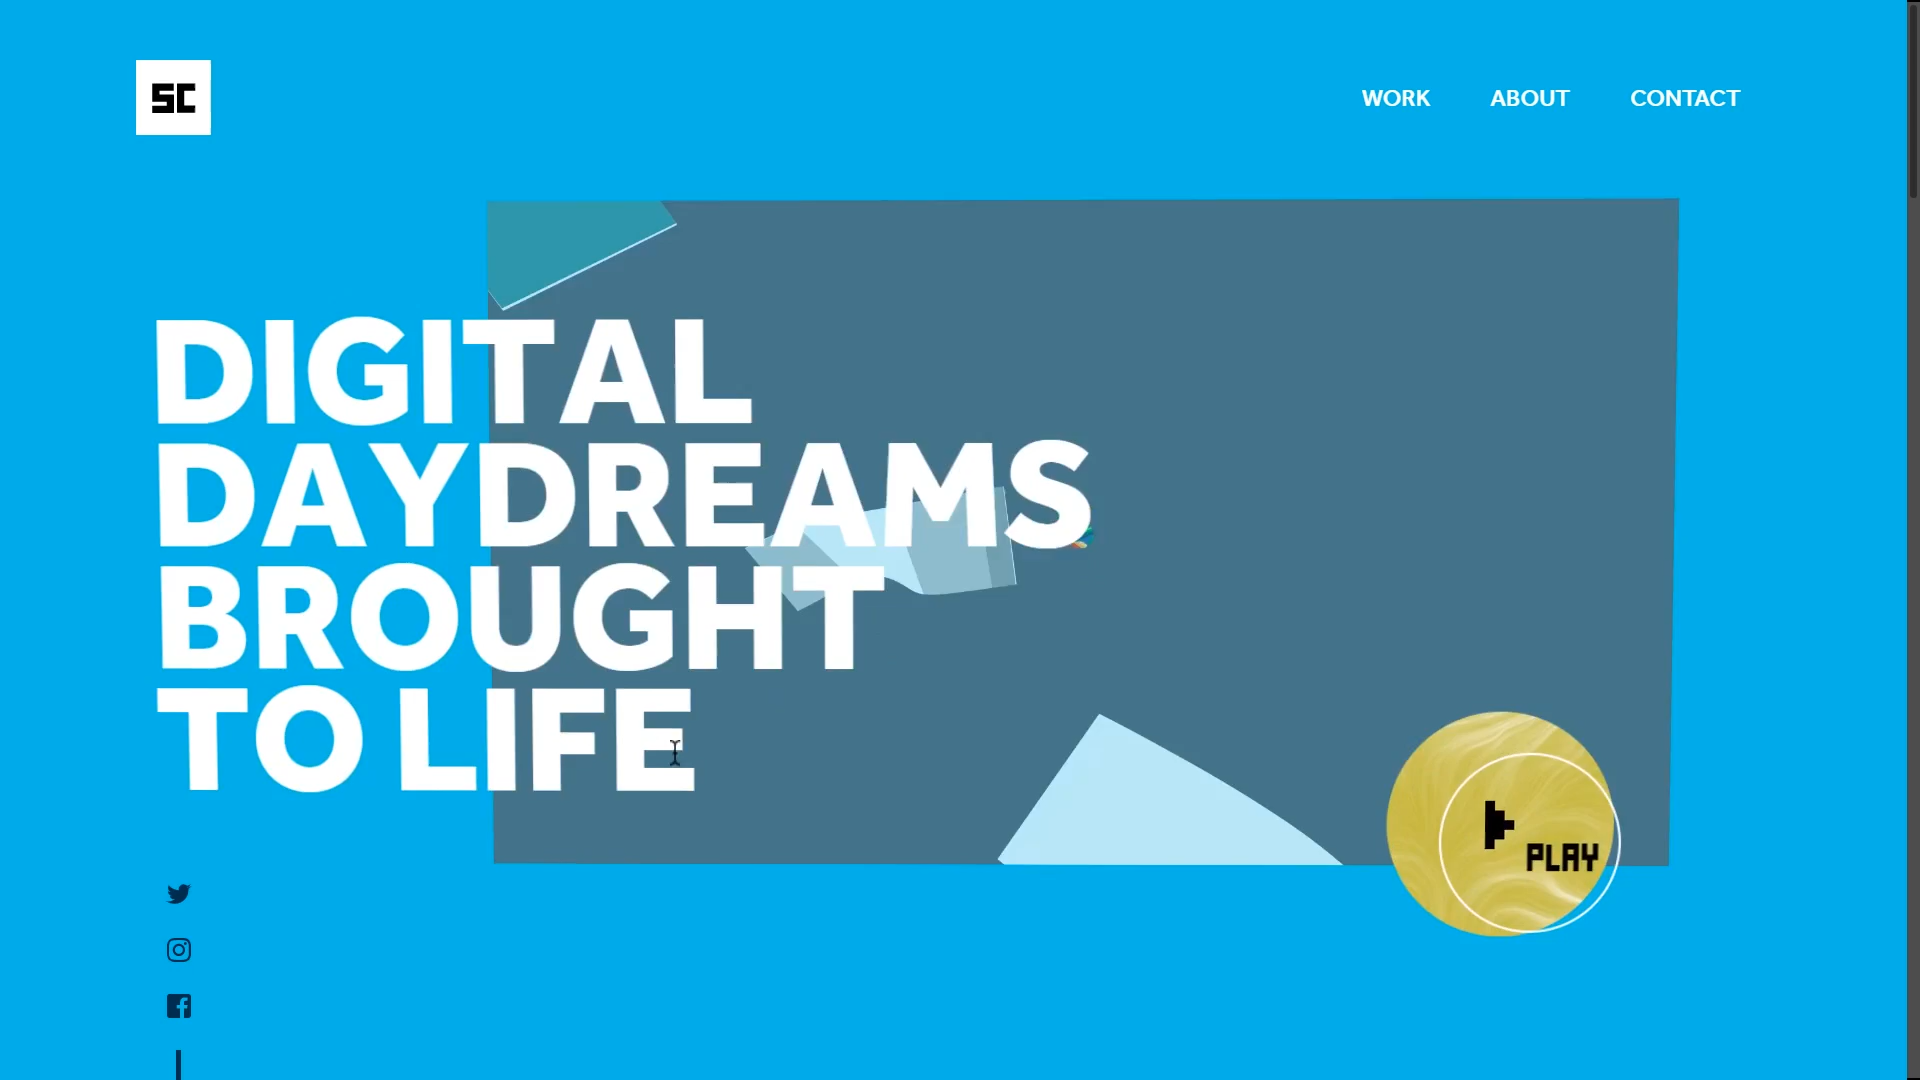 SC
WORK ABOUT CONTACT
DIGITAL
DAYDREAMS
BROUGHT
TO LIFE
PLAY